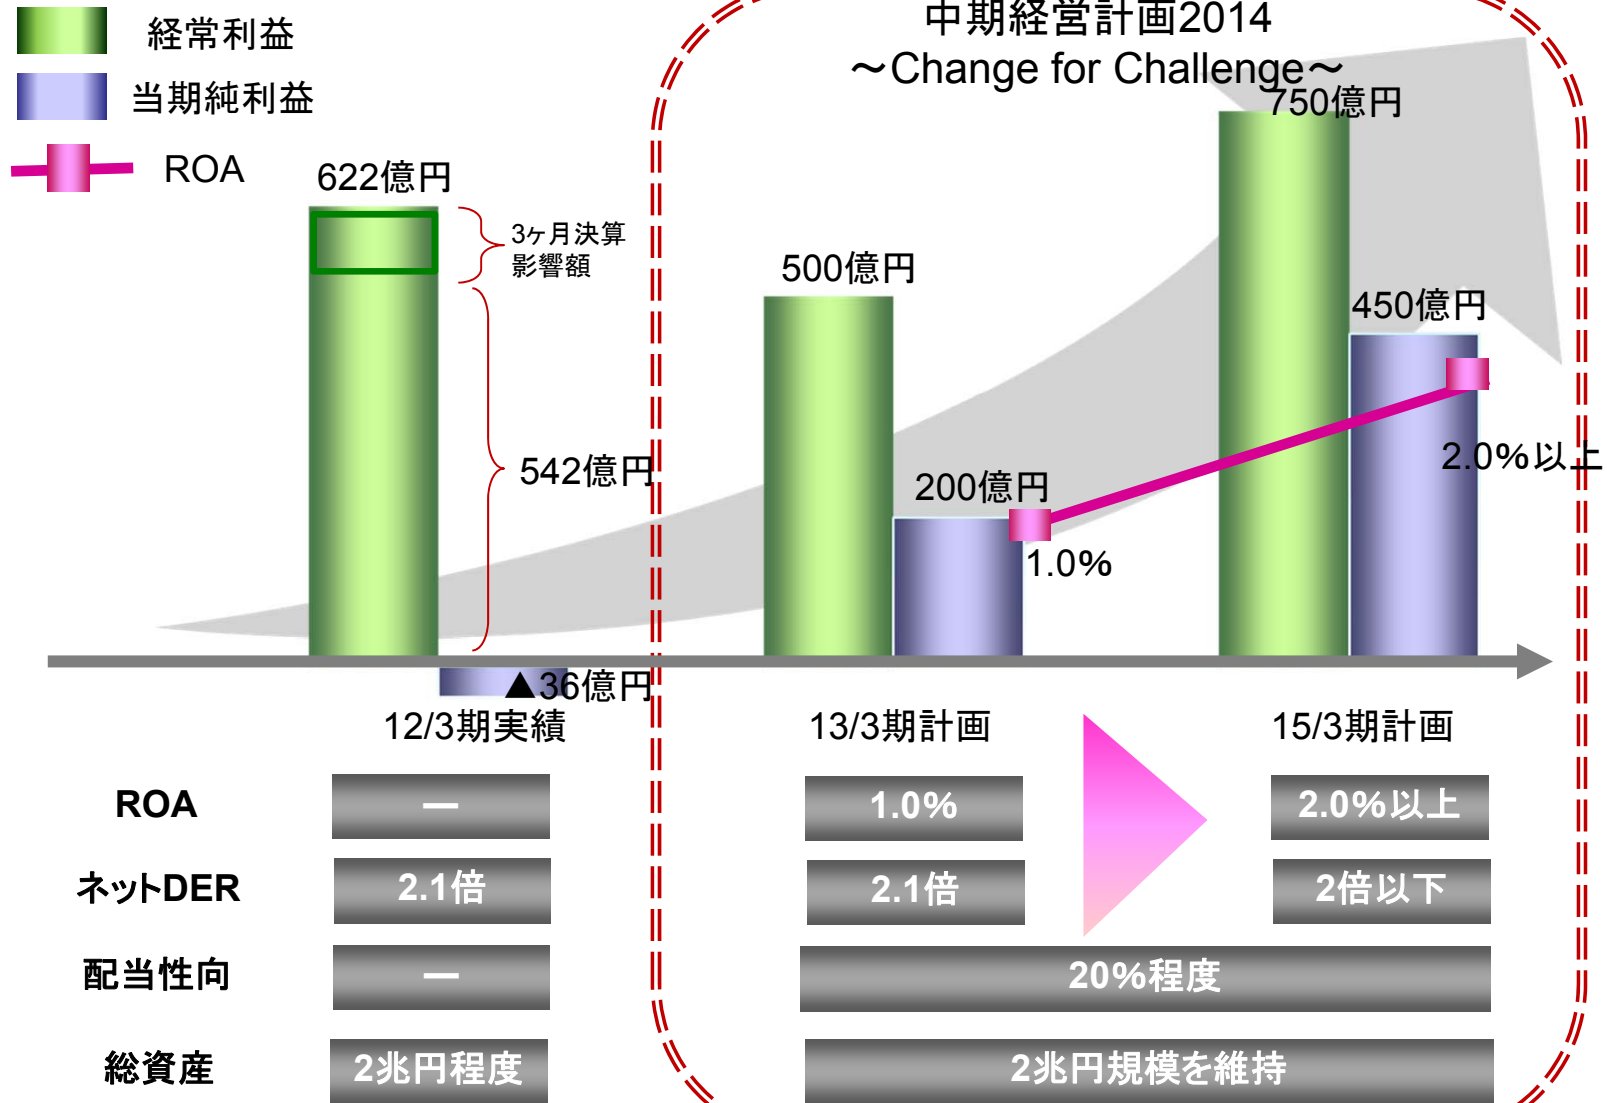 経常利益
当期純利益
ROA
中期経営計画2014
～Change for Challenge～
622億円
3ヶ月決算
影響額
542億円
▲36億円
500億円
200億円
1.0%
750億円
450億円
2.0%以上
12/3期実績
13/3期計画
15/3期計画
ROA
―
1.0%
2.0%以上
ネットDER
2.1倍
2.1倍
2倍以下
配当性向
―
20%程度
総資産
2兆円程度
2兆円規模を維持